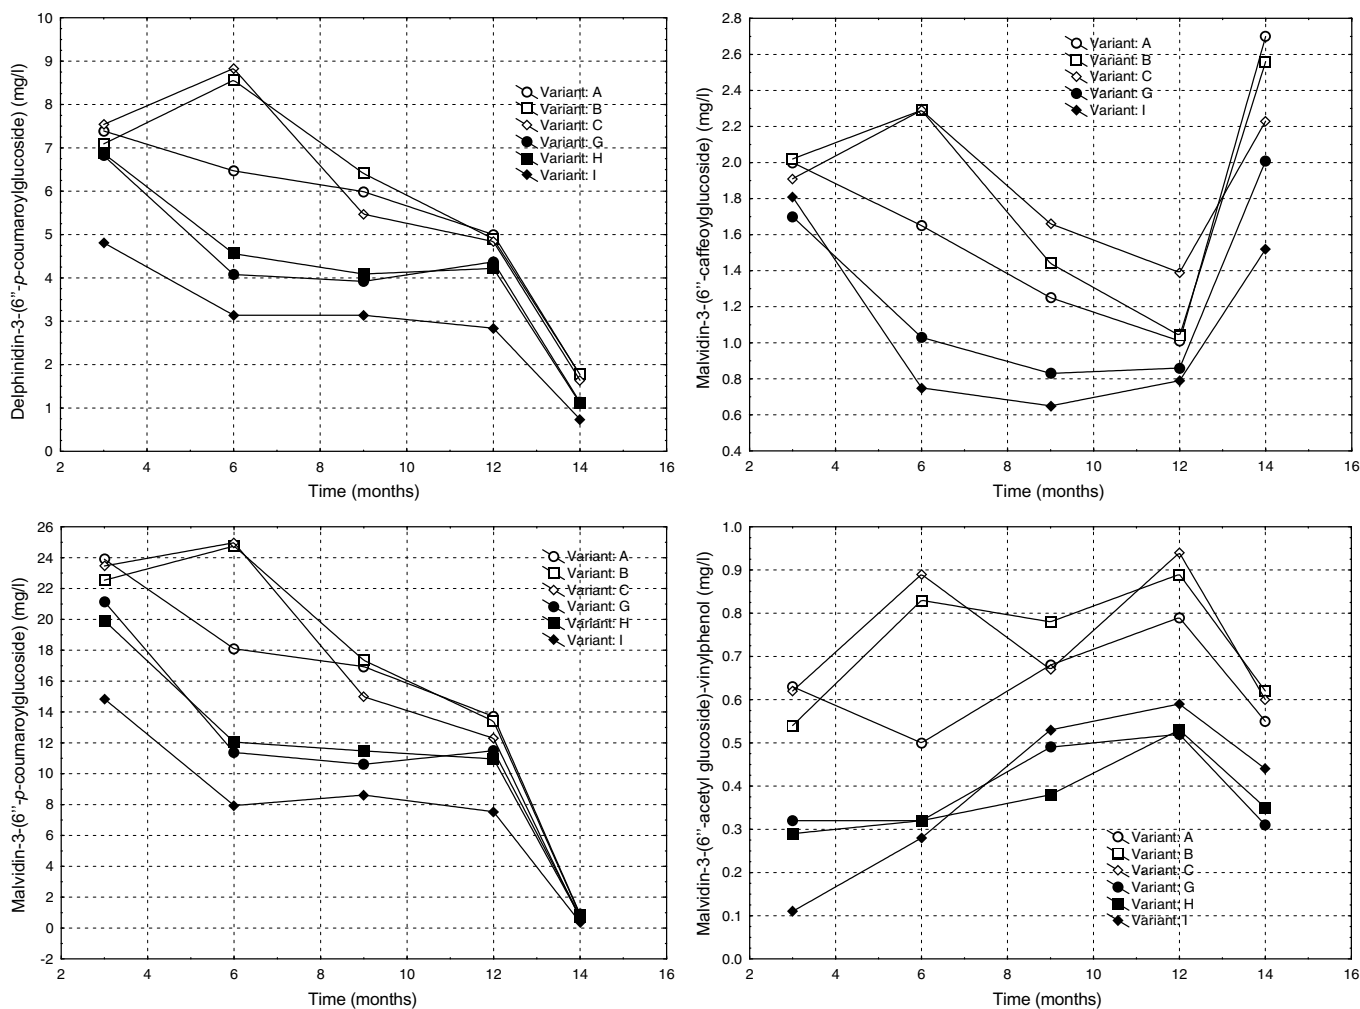 Delphinidin-3-(6''-p-coumaroylglucoside) (mg/l)
10
9
8
7
6
5
4
3
2
1
0
Variant: A
Variant: B
Variant: C
Variant: G
Variant: H
Variant: I
2 4 6 8 10 12 14 16
Time (months)
Malvidin-3-(6''-caffeoylglucoside) (mg/l)
2.8
2.6
2.4
2.2
2.0
1.8
1.6
1.4
1.2
1.0
0.8
0.6
0.4
Variant: A
Variant: B
Variant: C
Variant: G
Variant: I
2 4 6 8 10 12 14 16
Time (months)
Malvidin-3-(6''-p-coumaroylglucoside) (mg/l)
26
24
22
20
18
16
14
12
10
8
6
4
2
0
-2
Variant: A
Variant: B
Variant: C
Variant: G
Variant: H
Variant: I
2 4 6 8 10 12 14 16
Time (months)
Malvidin-3-(6''-acetyl glucoside)-vinylphenol (mg/l)
1.0
0.9
0.8
0.7
0.6
0.5
0.4
0.3
0.2
0.1
0.0
Variant: A
Variant: B
Variant: C
Variant: G
Variant: H
Variant: I
2 4 6 8 10 12 14 16
Time (months)